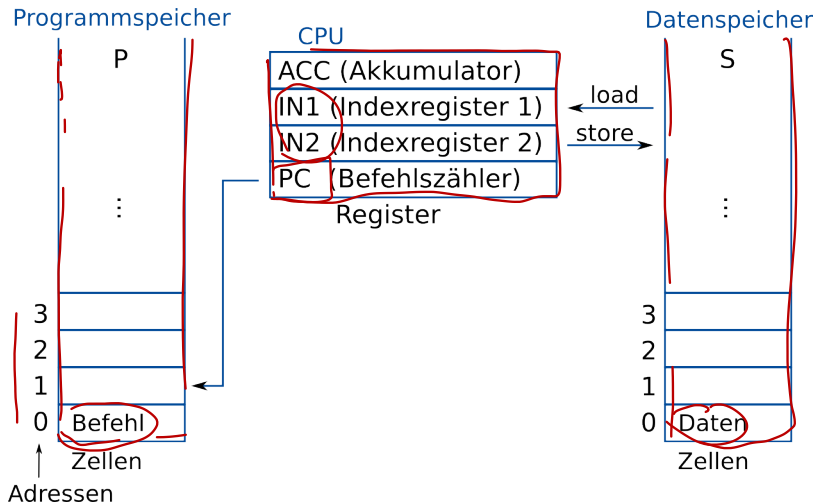 Programmspeicher
P
⋮
3
2
1
0 Befehl
Zellen
Adressen
CPU
ACC (Akkumulator)
IN1 (Indexregister 1)
IN2 (Indexregister 2)
PC (Befehlszähler)
Register
load
store
Datenspeicher
S
⋮
3
2
1
0 Daten
Zellen